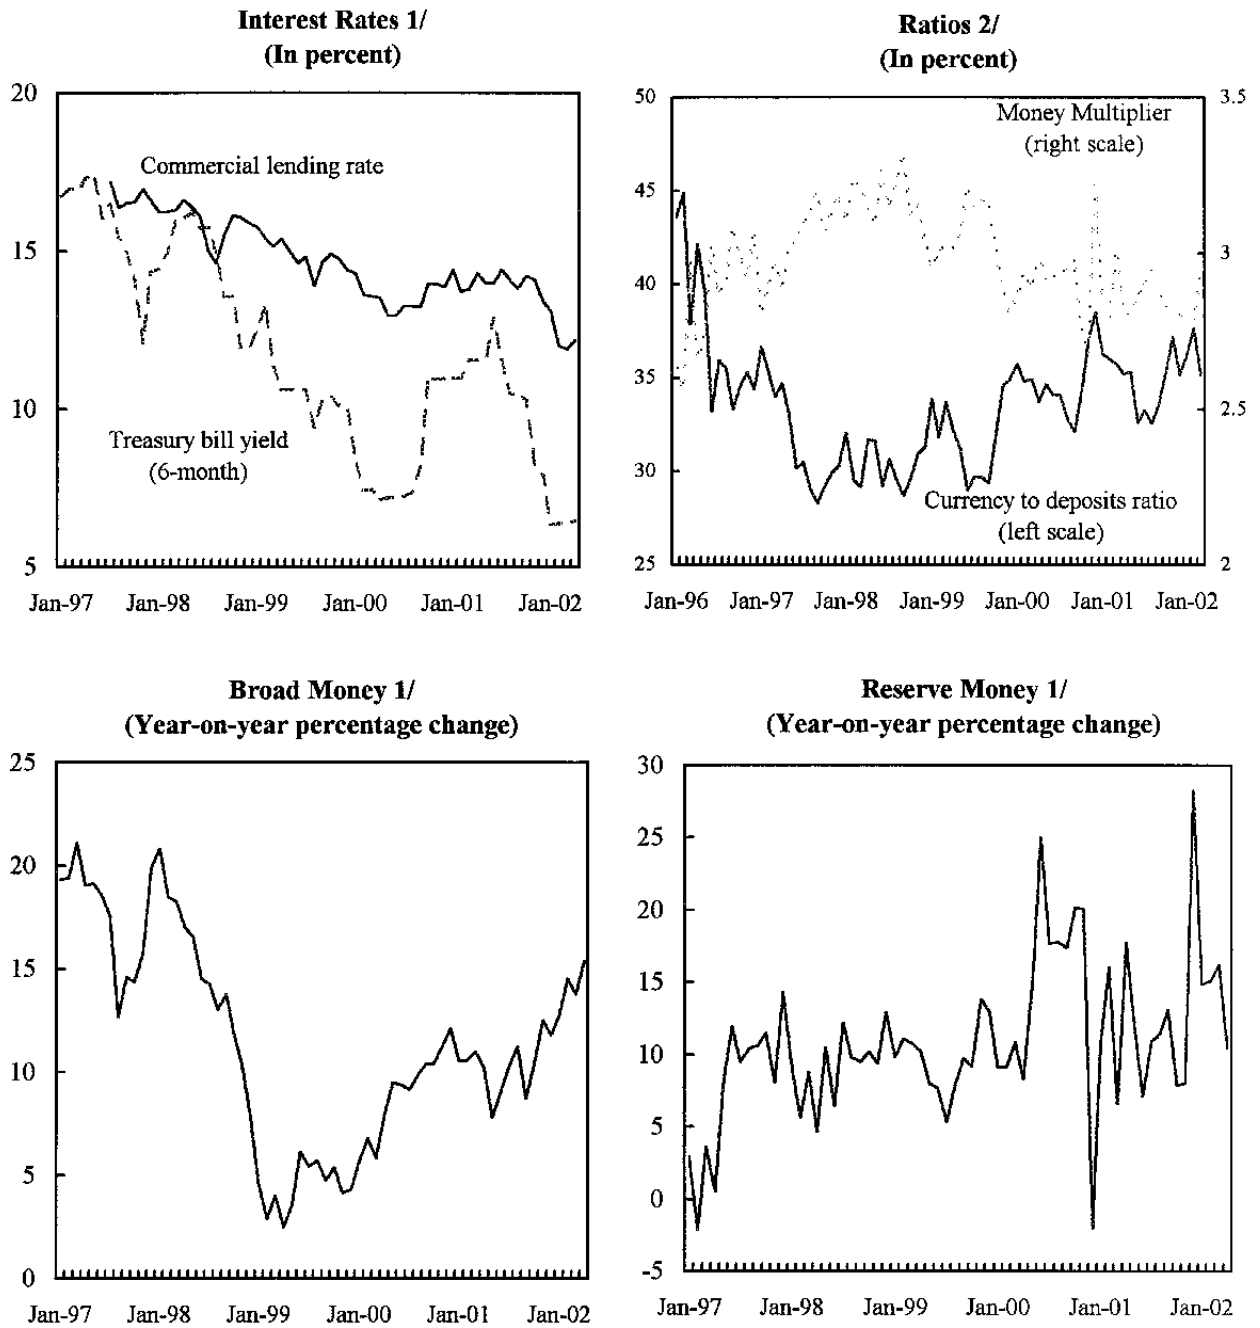 Interest Rates 1/
(In percent)
20
15
10
5
Commercial lending rate
Treasury bill yield
(6-month)
Jan-97 Jan-98 Jan-99 Jan-00 Jan-01 Jan-02
Ratios 2/
(In percent)
50
45
40
35
30
25
3.5
3
2.5
2
Money Multiplier
(right scale)
Currency to deposits ratio
(left scale)
Jan-96 Jan-97 Jan-98 Jan-99 Jan-00 Jan-01 Jan-02
Broad Money 1/
(Year-on-year percentage change)
25
20
15
10
5
0
Jan-97 Jan-98 Jan-99 Jan-00 Jan-01 Jan-02
Reserve Money 1/
(Year-on-year percentage change)
30
25
20
15
10
5
0
-5
Jan-97 Jan-98 Jan-99 Jan-00 Jan-01 Jan-02